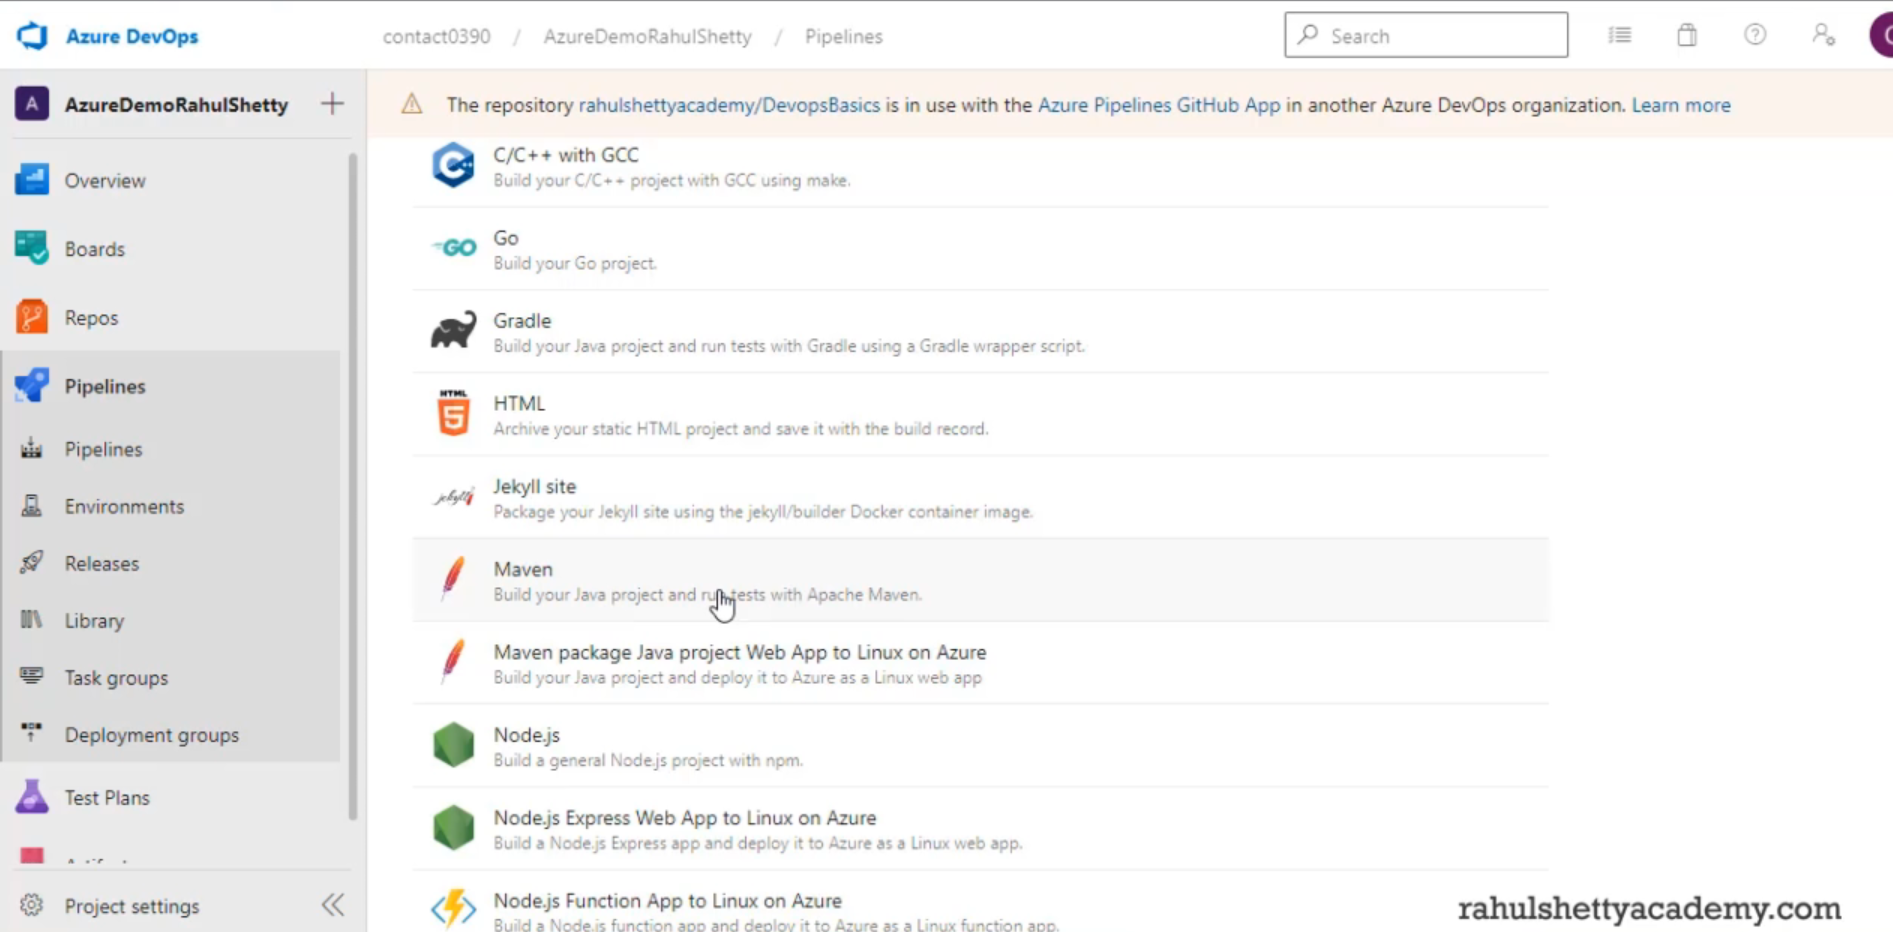 Azure DevOps
contact0390 / AzureDemoRahulShetty / Pipelines
Search
A
AzureDemoRahulShetty
The repository rahulshettyacademy/DevopsBasics is in use with the Azure Pipelines GitHub App in another Azure DevOps organization. Learn more
Overview
Boards
Repos
Pipelines
Pipelines
Environments
Releases
Library
Task groups
Deployment groups
Test Plans
Project settings
C/C++ with GCC
Build your C/C++ project with GCC using make.
GO
Go
Build your Go project.
Gradle
Build your Java project and run tests with Gradle using a Gradle wrapper script.
HTML
5
HTML
Archive your static HTML project and save it with the build record.
jekyll
Jekyll site
Package your Jekyll site using the jekyll/builder Docker container image.
Maven
Build your Java project and run tests with Apache Maven.
Maven package Java project Web App to Linux on Azure
Build your Java project and deploy it to Azure as a Linux web app
Node.js
Build a general Node.js project with npm.
Node.js Express Web App to Linux on Azure
Build a Node.js Express app and deploy it to Azure as a Linux web app.
Node.js Function App to Linux on Azure
Build a Node.js function app and deploy it to Azure as a Linux function app.
rahulshettyacademy.com